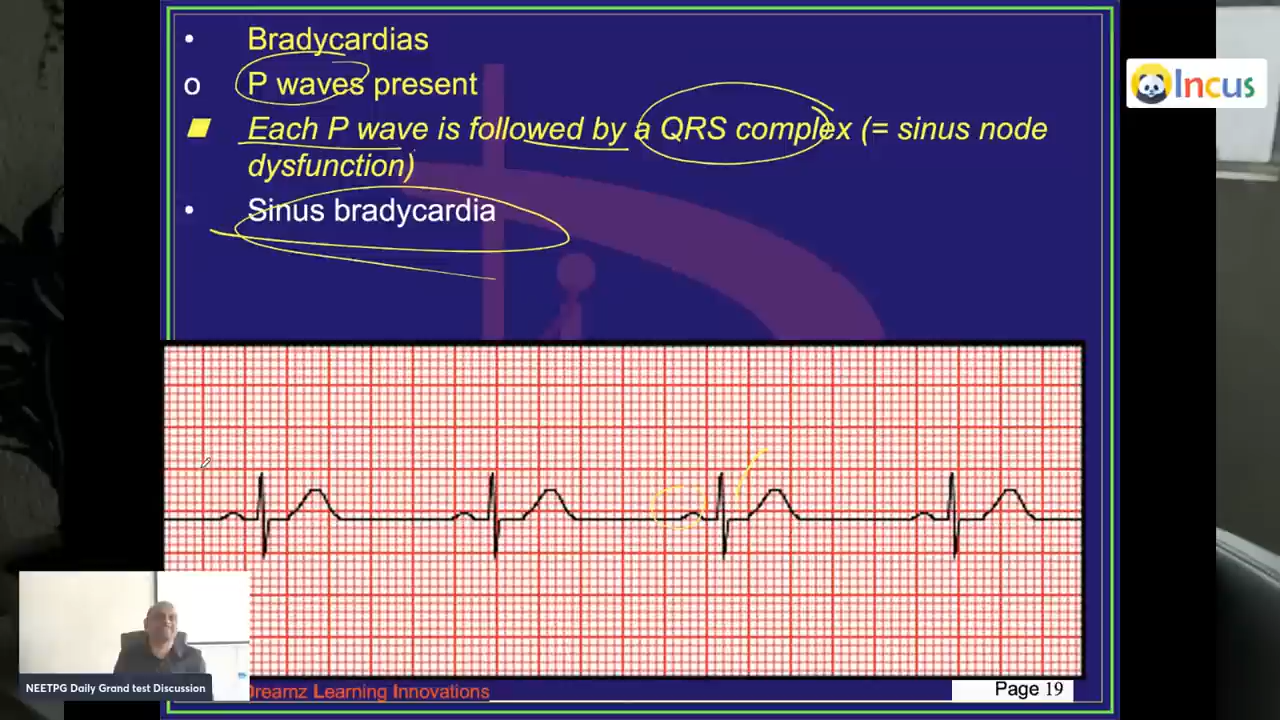 • Bradycardias
o P waves present
Each P wave is followed by a QRS complex (= sinus node
dysfunction)
• Sinus bradycardia
Incus
NEETPG Daily Grand test Discussion
Dreamz Learning Innovations
Page 19